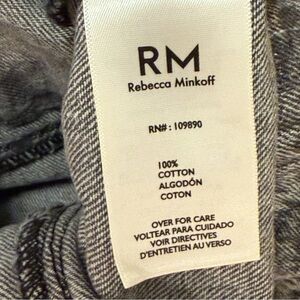 RM
Rebecca Minkoff
RN#: 109890
100%
COTTON
ALGODÓN
COTON
OVER FOR CARE
VOLTEAR PARA CUIDADO
VOIR DIRECTIVES
D'ENTRETIEN AU VERSO